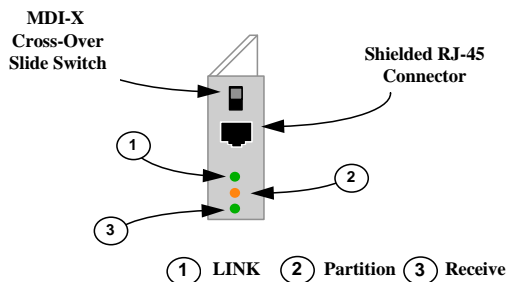 MDI-X
Cross-Over
Slide Switch
Shielded RJ-45
Connector
1
2
3
1 LINK 2 Partition 3 Receive